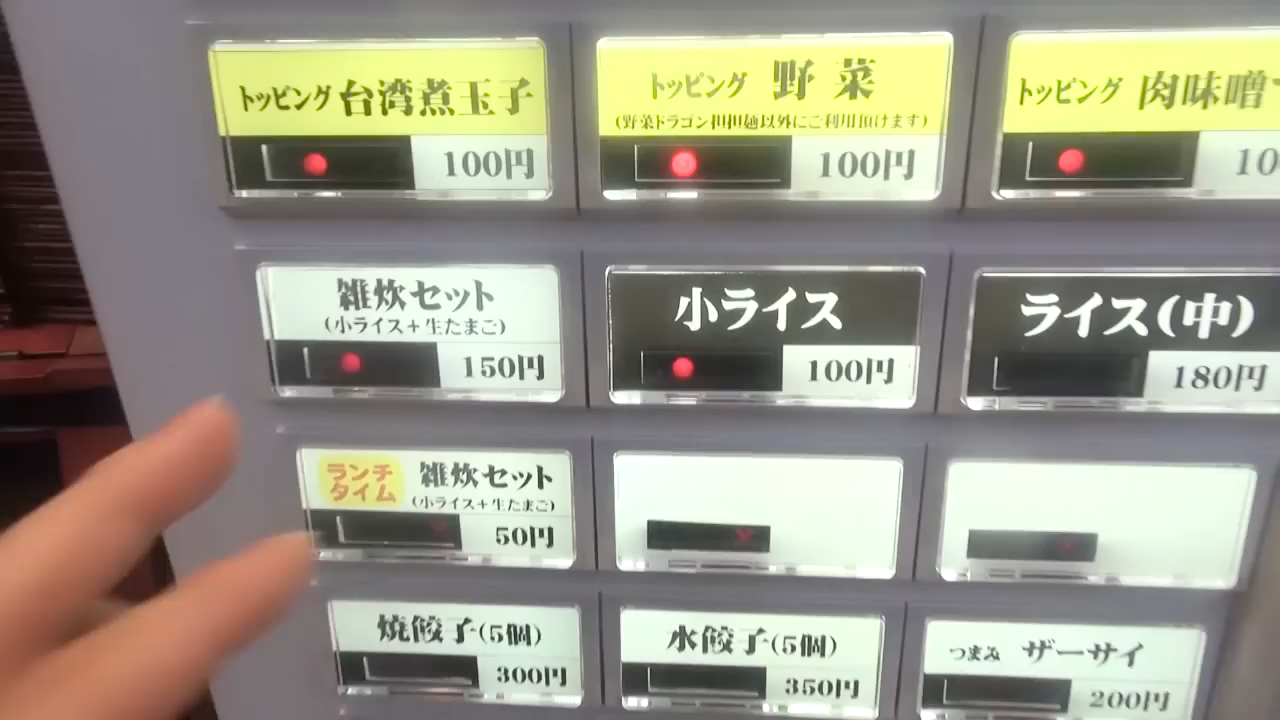 トッピング 台湾煮玉子
100円
トッピング 野菜
(野菜ドラゴン担担麺以外にご利用頂けます)
100円
トッピング 肉味噌
10
雑炊セット
(小ライス+生たまご)
150円
小ライス
100円
ライス(中)
180円
ランチ
タイム
雑炊セット
(小ライス+生たまご)
50円
焼餃子(5個)
300円
水餃子(5個)
350円
つまみ ザーサイ
200円